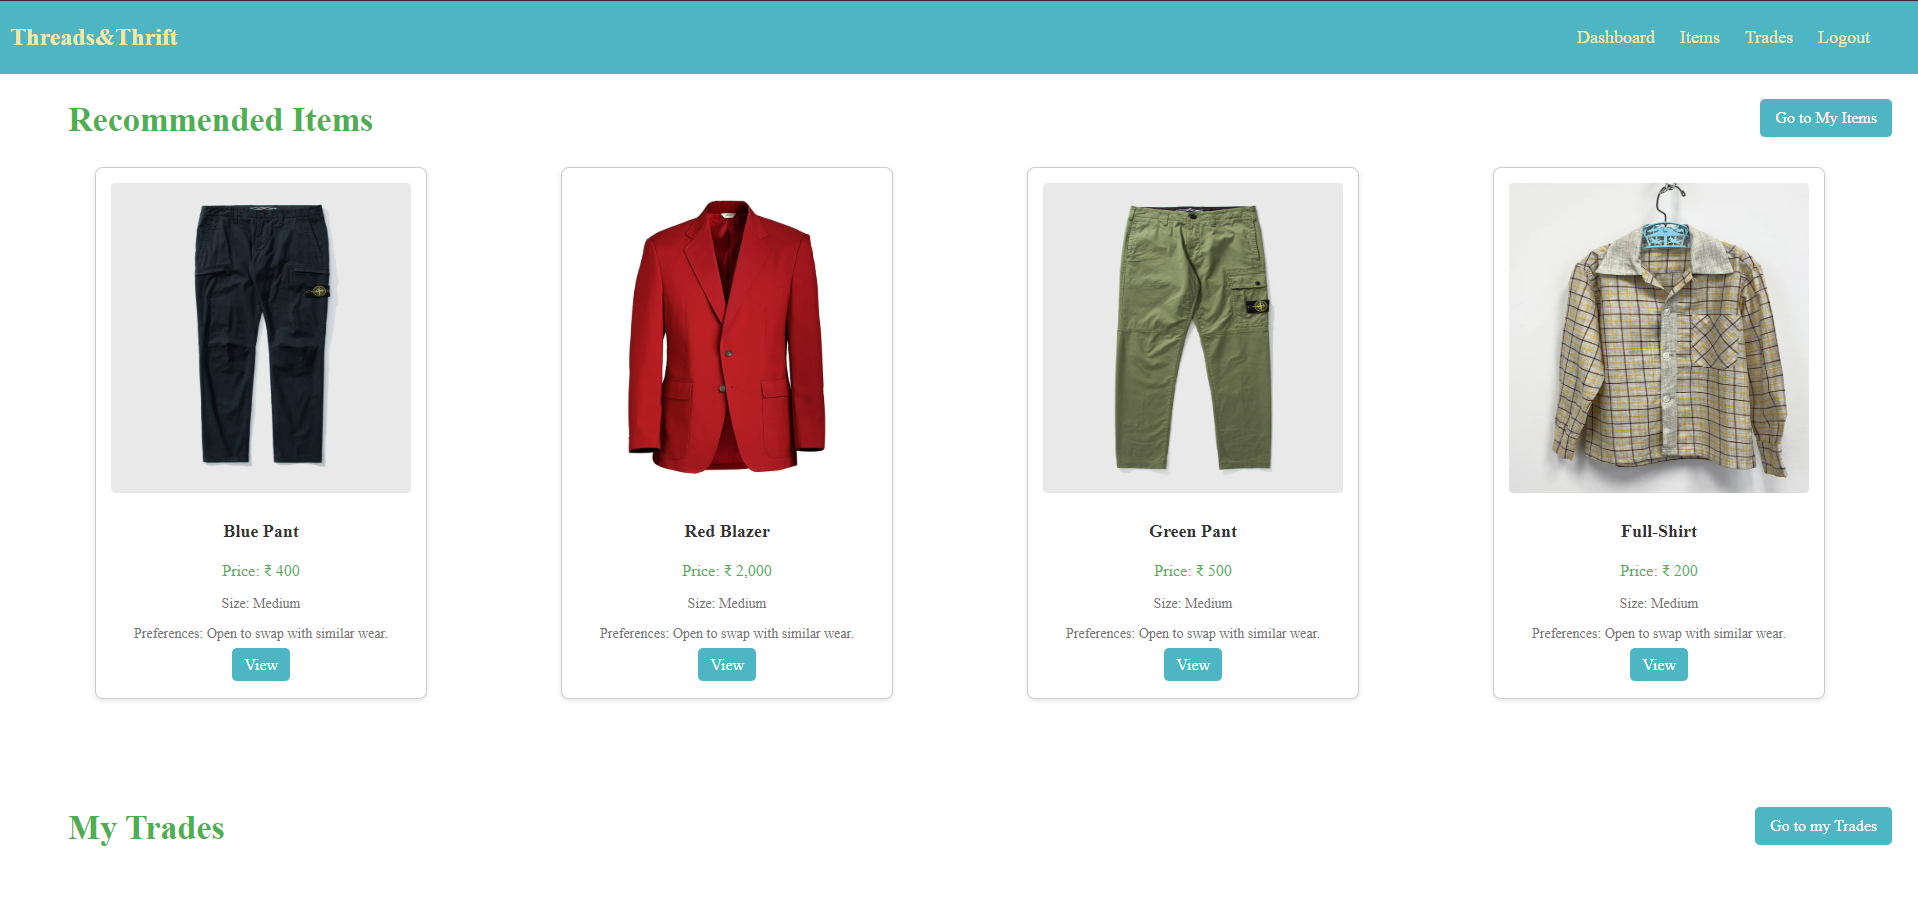 Threads&Thrift
Dashboard Items Trades Logout
Recommended Items
Go to My Items
Blue Pant
Price: ₹ 400
Size: Medium
Preferences: Open to swap with similar wear.
View
Red Blazer
Price: ₹ 2,000
Size: Medium
Preferences: Open to swap with similar wear.
View
Green Pant
Price: ₹ 500
Size: Medium
Preferences: Open to swap with similar wear.
View
Full-Shirt
Price: ₹ 200
Size: Medium
Preferences: Open to swap with similar wear.
View
My Trades
Go to my Trades